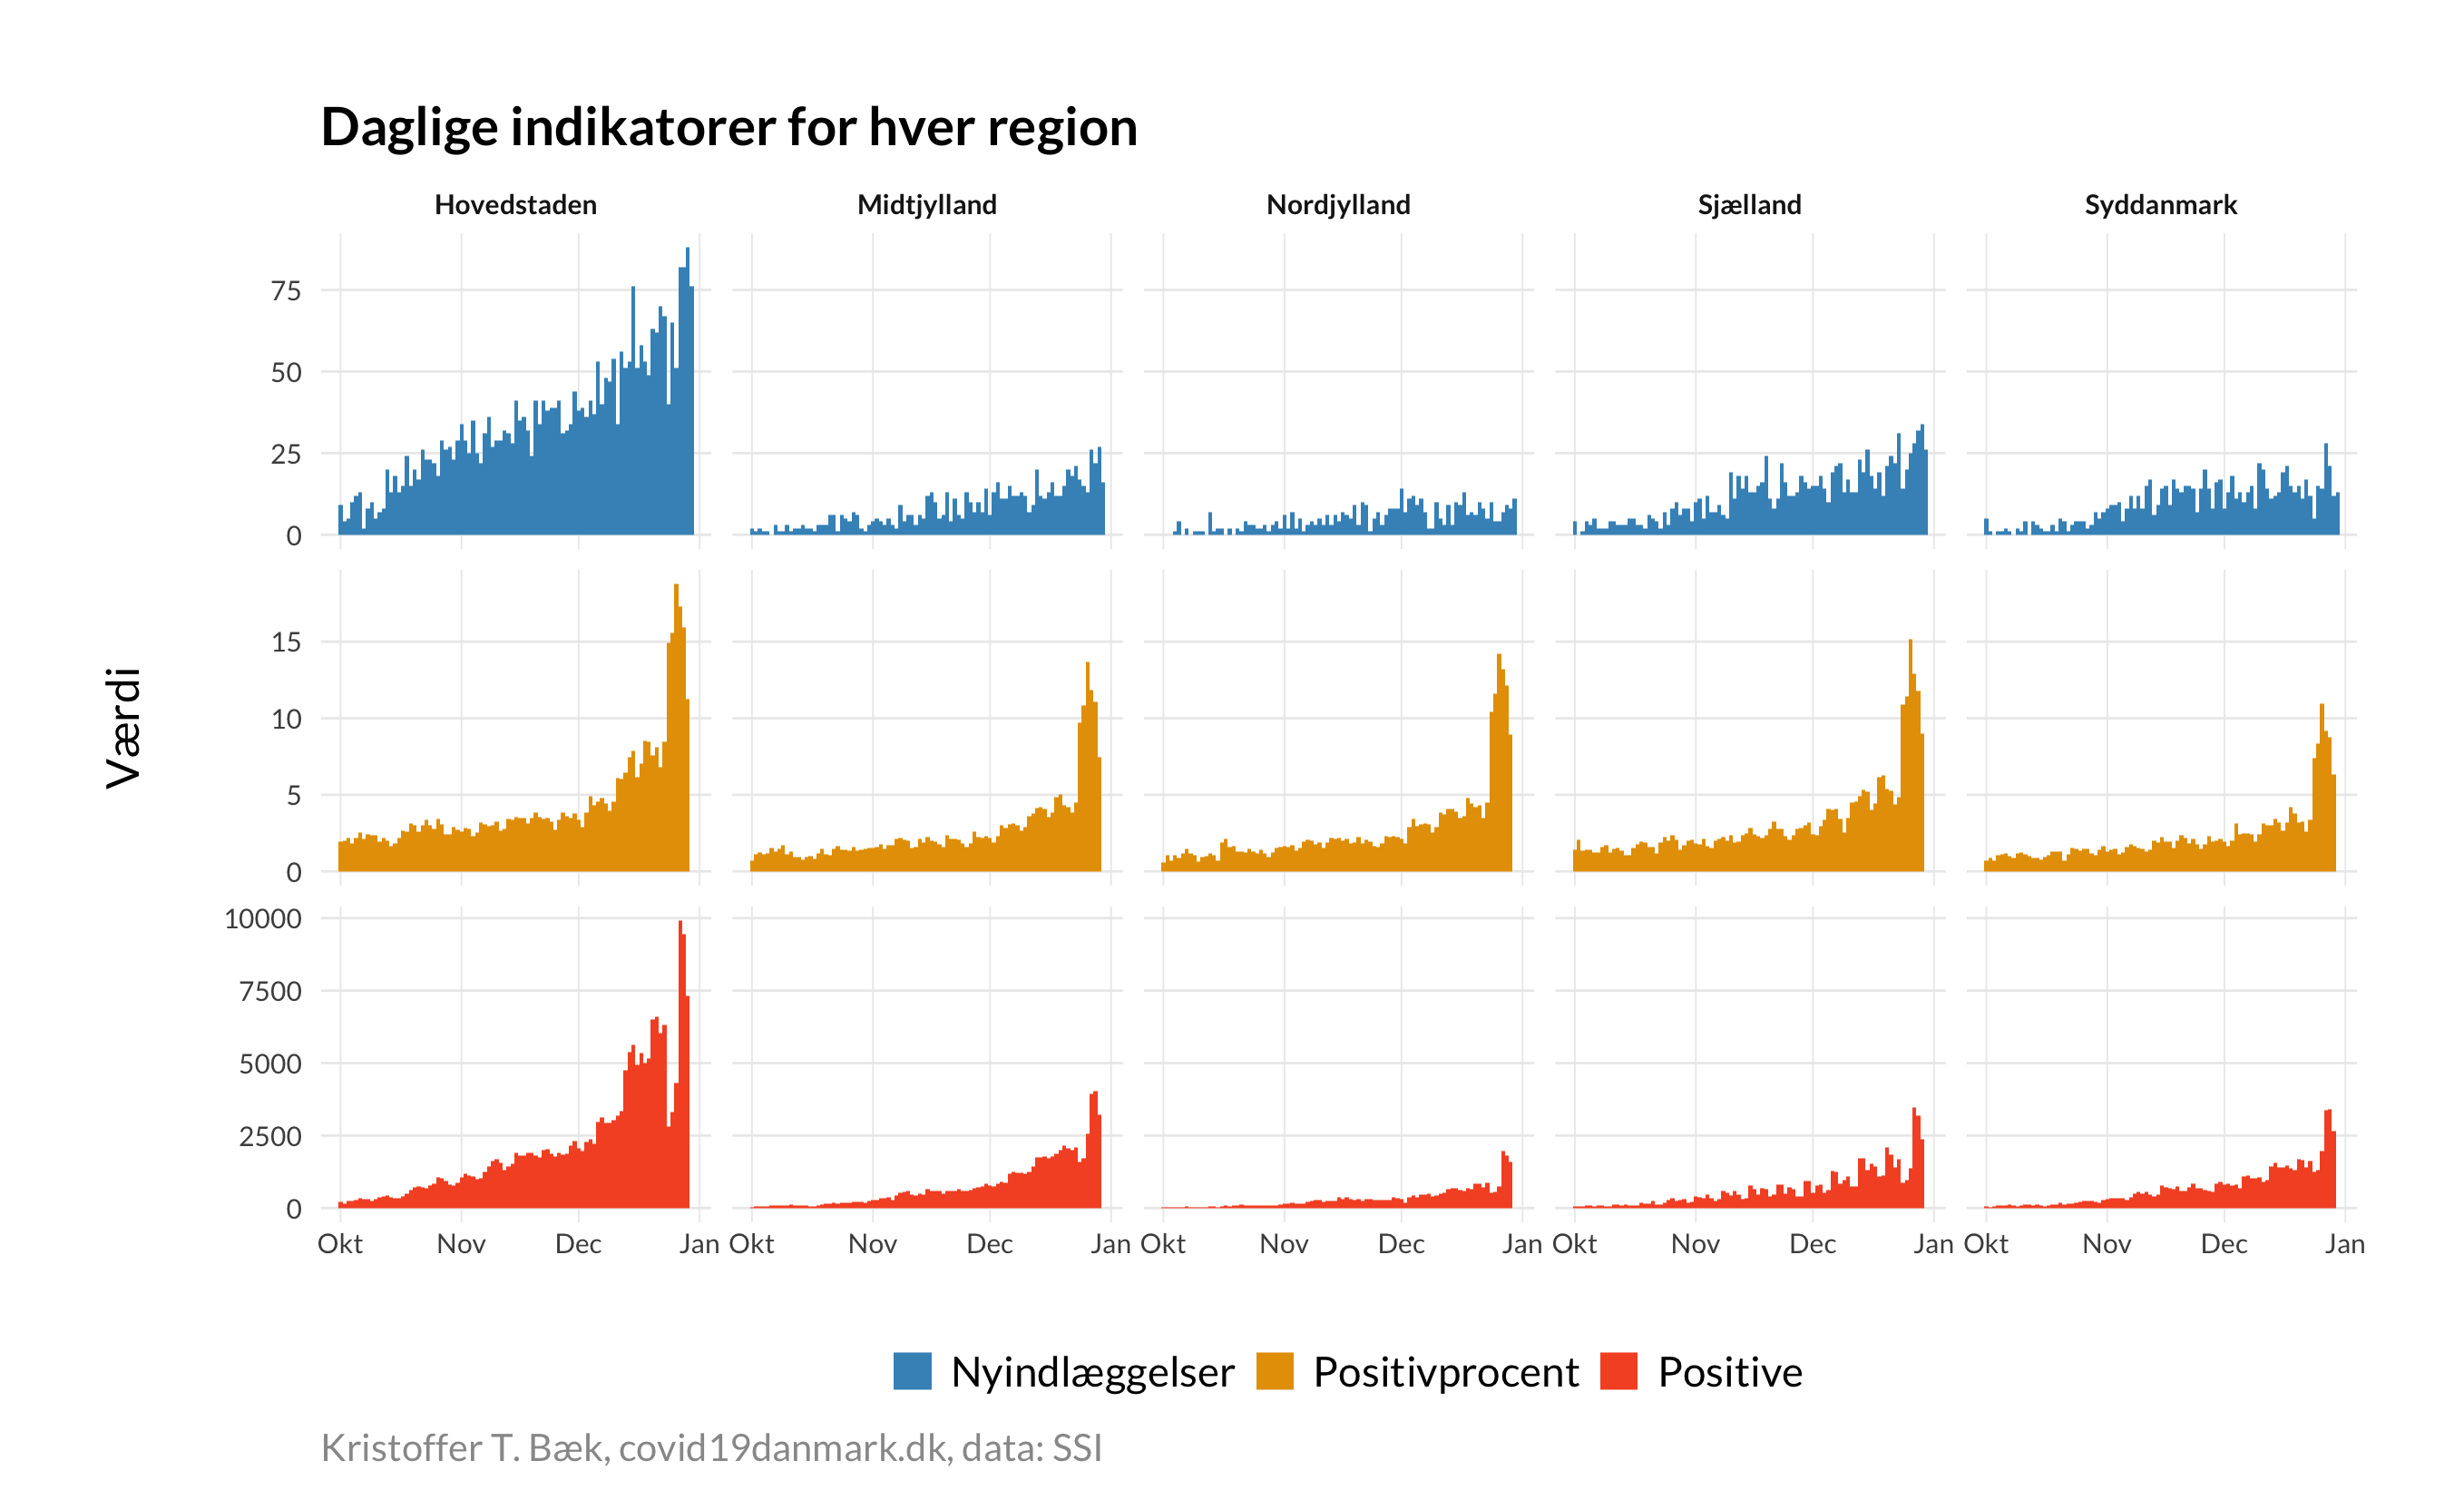 Daglige indikatorer for hver region
Hovedstaden Midtjylland Nordjylland Sjælland Syddanmark
75
50
25
0
Værdi
15
10
5
0
10000
7500
5000
2500
0
Okt Nov Dec Jan Okt Nov Dec Jan Okt Nov Dec Jan Okt Nov Dec Jan Okt Nov Dec Jan
Nyindlæggelser Positivprocent Positive
Kristoffer T. Bæk, covid19danmark.dk, data: SSI